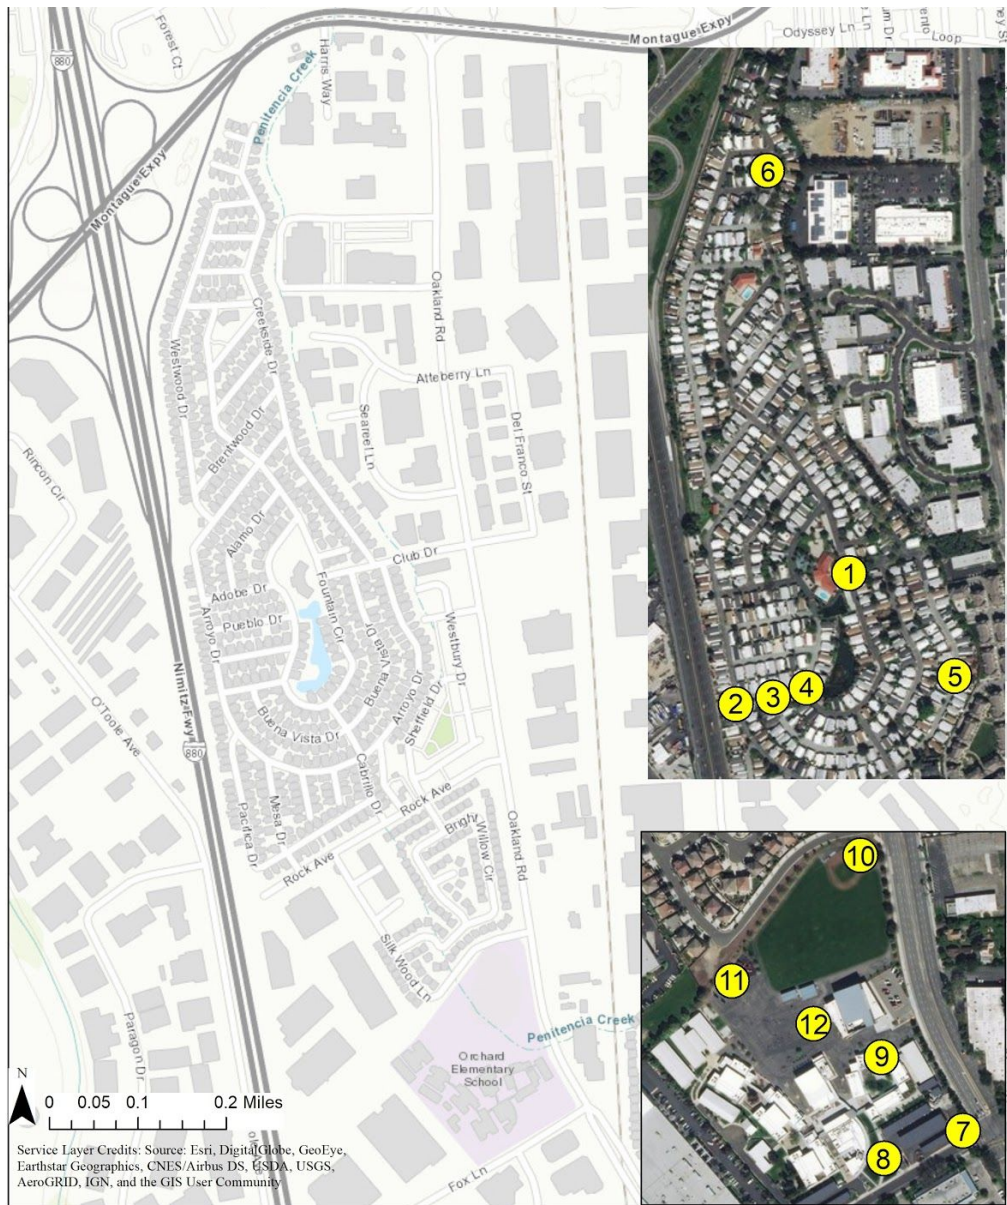 Forest Ct
Montague Expy
Odyssey Ln
Loop
880
Harris Way
Penitencia Creek
Montague Expy
6
Oakland Rd
Creekside Dr
Westwood Dr
Atteberry Ln
Brentwood Dr
Seareel Ln
Det Franco St
Rincon Cir
Alamo Dr
Club Dr
1
Fountain Cir
Adobe Dr
Pueblo Dr
Arroyo Dr
Buena Vista Dr
Westbury Dr
2
3
4
5
Nimitz Fwy
Arroyo Dr
Sheffield Dr
O'Toole Ave
Buena Vista Dr
880
Cabrillo Dr
Rock Ave
Mesa Dr
Pacifica Dr
Bright
Willow Cir
Oakland Rd
Rock Ave
10
Silk Wood Ln
11
Penitencia Creek
12
Paragon Dr
9
Orchard
Elementary
School
N
0 0.05 0.1 0.2 Miles
7
8
Service Layer Credits: Source: Esri, DigitalGlobe, GeoEye,
Earthstar Geographics, CNES/Airbus DS, USDA, USGS,
AeroGRID, IGN, and the GIS User Community
Fox Ln